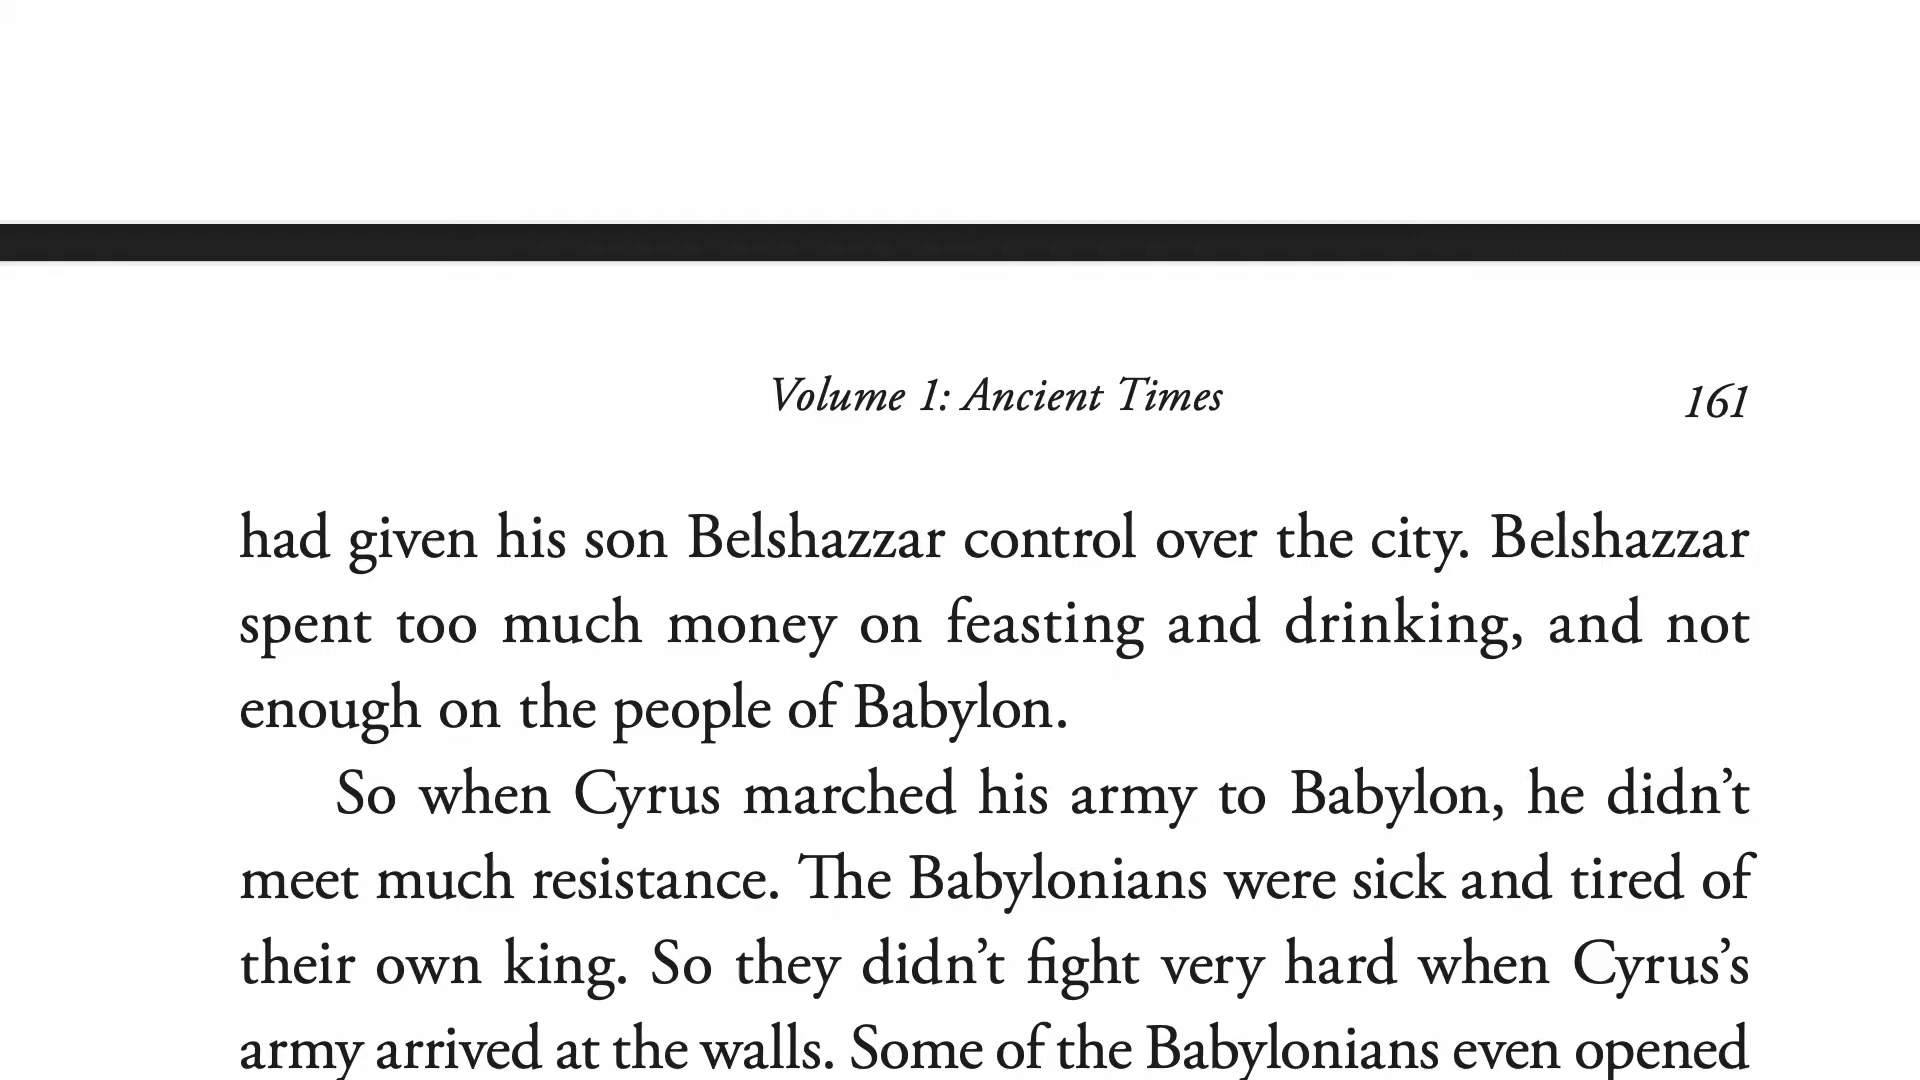 Volume 1: Ancient Times 161
had given his son Belshazzar control over the city. Belshazzar
spent too much money on feasting and drinking, and not
enough on the people of Babylon.
So when Cyrus marched his army to Babylon, he didn’t
meet much resistance. The Babylonians were sick and tired of
their own king. So they didn’t fight very hard when Cyrus’s
army arrived at the walls. Some of the Babylonians even opened